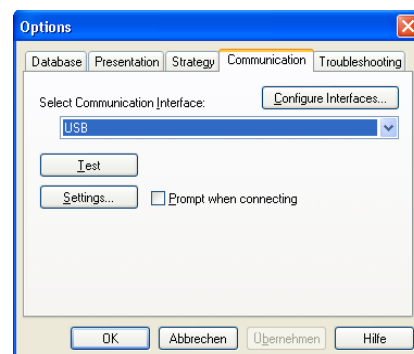 Options
Database Presentation Strategy Communication Troubleshooting
Select Communication Interface: Configure Interfaces...
USB
Test
Settings... Prompt when connecting
OK Abbrechen Übernehmen Hilfe